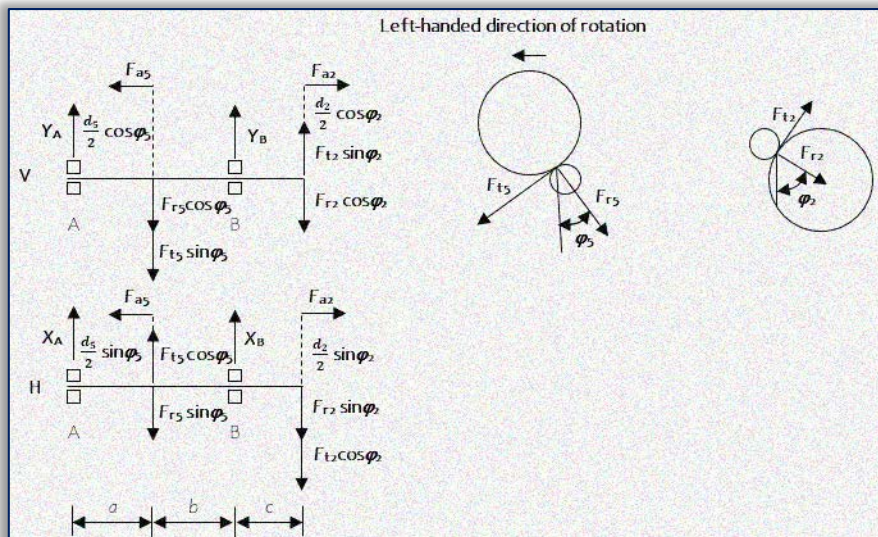 Left-handed direction of rotation
Fa5
Fa2
YA
d5/2 cosφ5
YB
d2/2 cosφ2
Ft2 sinφ2
V
A
Fr5cosφ5
B
Fr2 cosφ2
Ft5 sinφ5
Ft5
Fr5
φ5
Ft2
Fr2
φ2
Fa5
Fa2
XA
d5/2 sinφ5
Ft5 cosφ5
XB
d2/2 sinφ2
H
A
Fr5 sinφ5
B
Fr2 sinφ2
Ft2cosφ2
a
b
c